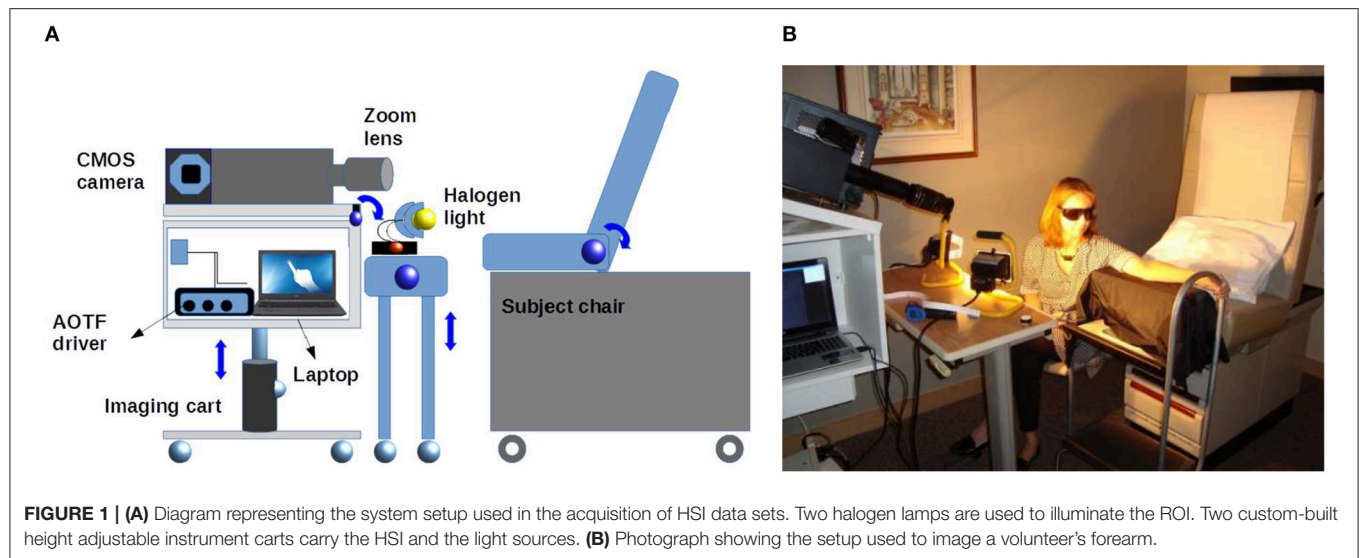 A
B
Zoom
lens
CMOS
camera
Halogen
light
Subject chair
AOTF
driver
Laptop
Imaging cart
FIGURE 1 | (A) Diagram representing the system setup used in the acquisition of HSI data sets. Two halogen lamps are used to illuminate the ROI. Two custom-built
height adjustable instrument carts carry the HSI and the light sources. (B) Photograph showing the setup used to image a volunteer's forearm.